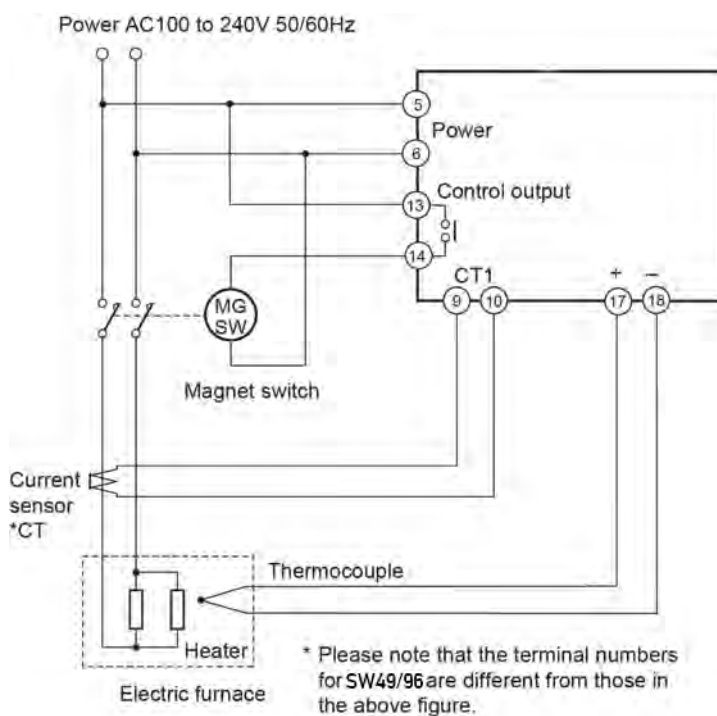 Power AC100 to 240V 50/60Hz
5
Power
6
Control output
13
14
CT1
+
−
9
10
17
18
MG
SW
Magnet switch
Current
sensor
*CT
Thermocouple
Heater
Electric furnace
* Please note that the terminal numbers
for SW49/96 are different from those in
the above figure.